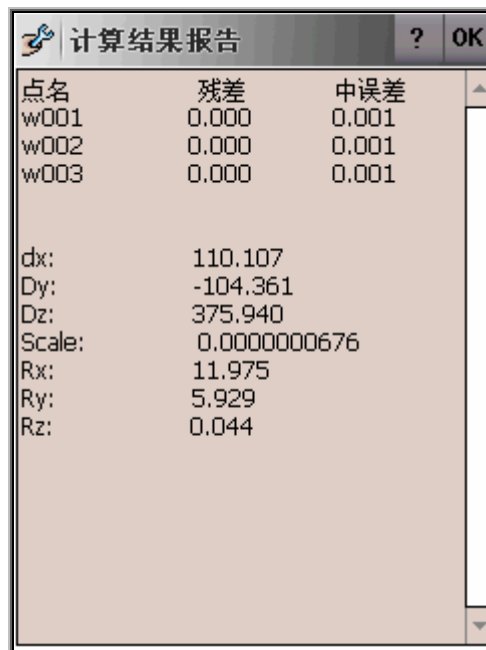 计算结果报告 ? OK
点名 残差 中误差
w001 0.000 0.001
w002 0.000 0.001
w003 0.000 0.001
dx: 110.107
Dy: -104.361
Dz: 375.940
Scale: 0.0000000676
Rx: 11.975
Ry: 5.929
Rz: 0.044